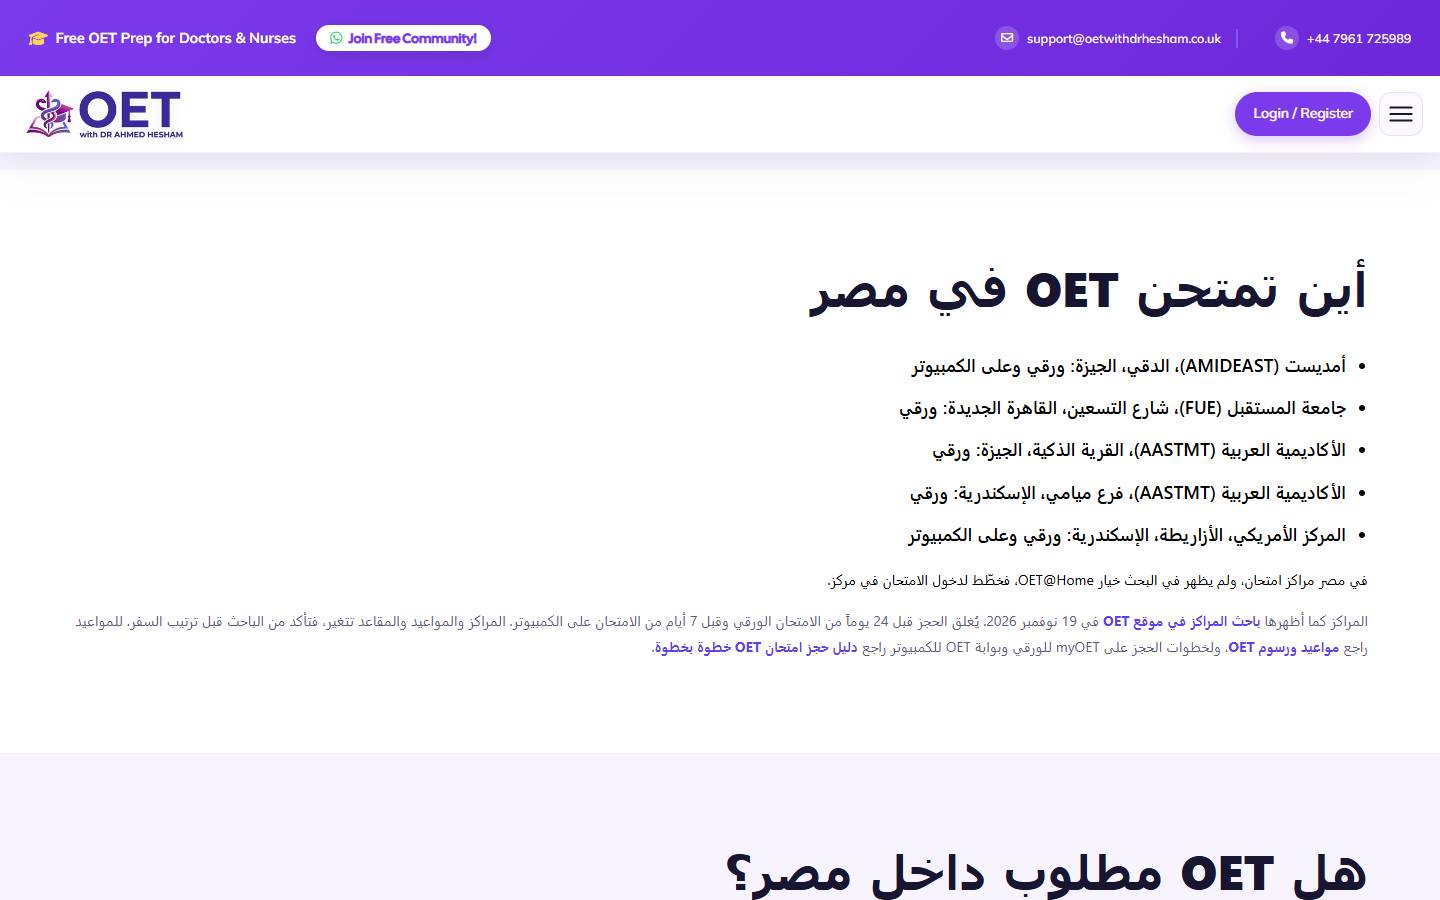 Free OET Prep for Doctors & Nurses
Join Free Community!
support@oetwithdrhesham.co.uk
+44 7961 725989
OET
with DR AHMED HESHAM
Login / Register
أين تمتحن OET في مصر
أمديست (AMIDEAST)، الدقي، الجيزة: ورقي وعلى الكمبيوتر
جامعة المستقبل (FUE)، شارع التسعين، القاهرة الجديدة: ورقي
الأكاديمية العربية (AASTMT)، القرية الذكية، الجيزة: ورقي
الأكاديمية العربية (AASTMT)، فرع ميامي، الإسكندرية: ورقي
المركز الأمريكي، الأزاريطة، الإسكندرية: ورقي وعلى الكمبيوتر
في مصر مراكز امتحان، ولم يظهر في البحث خيار OET@Home، فخطّط لدخول الامتحان في مركز.
المراكز كما أظهرها باحث المراكز في موقع OET في 19 نوفمبر 2026. يُغلق الحجز قبل 24 يوماً من الامتحان الورقي وقبل 7 أيام من الامتحان على الكمبيوتر. المراكز والمواعيد والمقاعد تتغير، فتأكد من الباحث قبل ترتيب السفر. للمواعيد
راجع مواعيد ورسوم OET، ولخطوات الحجز على myOET للورقي وبوابة OET للكمبيوتر راجع دليل حجز امتحان OET خطوة بخطوة.
هل OET مطلوب داخل مصر؟